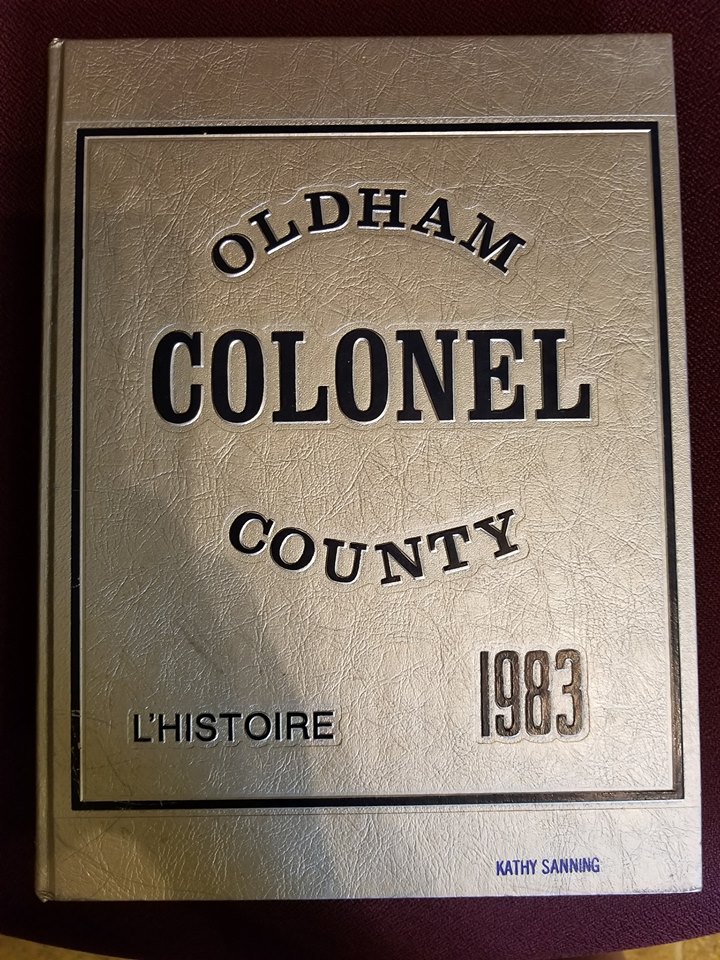 OLDHAM
COLONEL
COUNTY
1983
L'HISTOIRE
KATHY SANNING